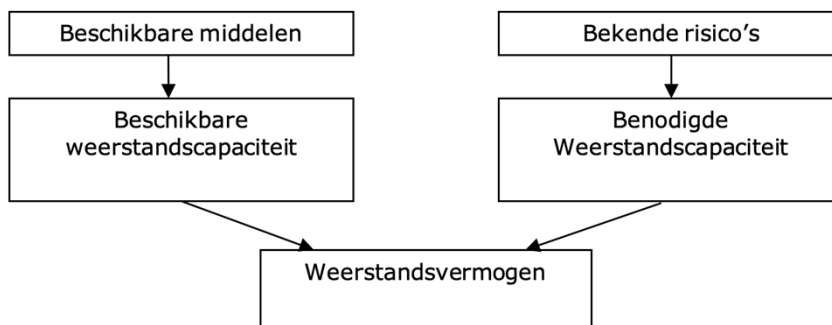 Beschikbare middelen
Bekende risico's
Beschikbare
weerstandscapaciteit
Benodigde
Weerstandscapaciteit
Weerstandsvermogen